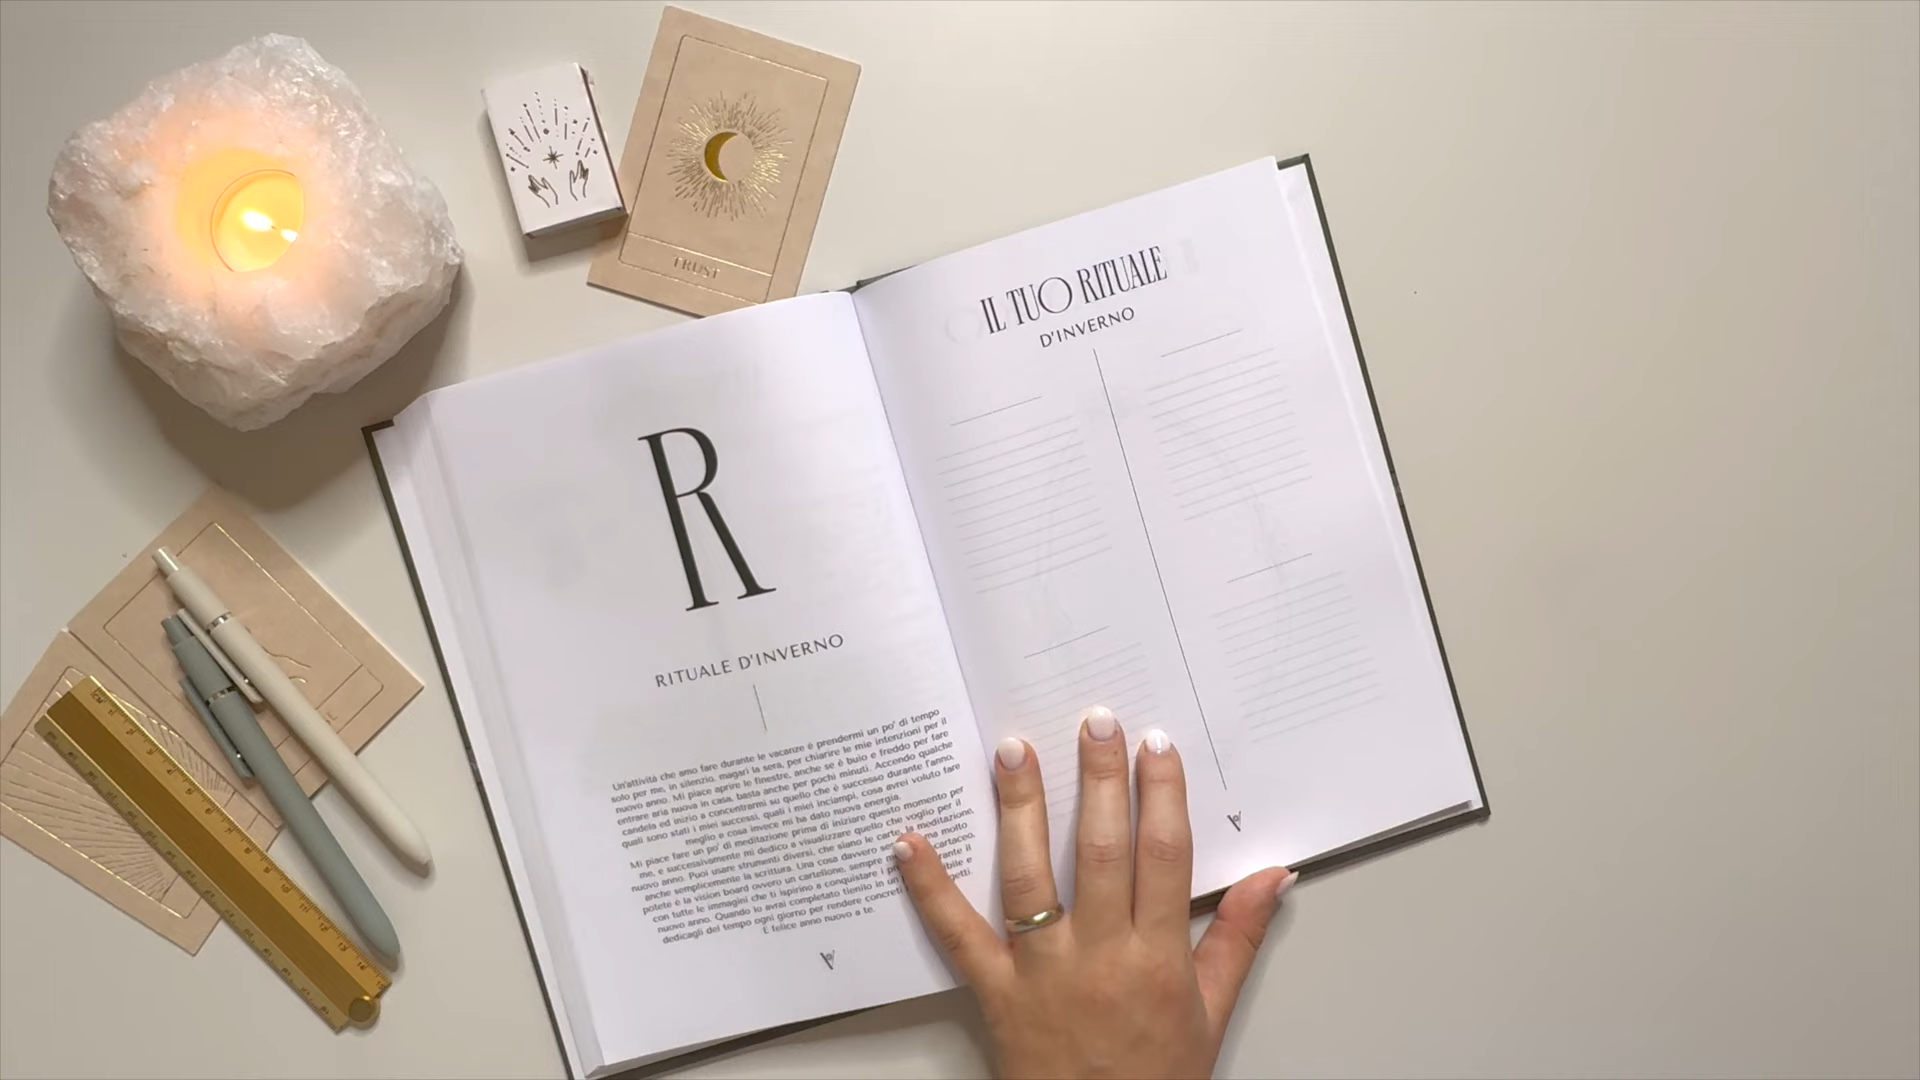 TRUST
R
RITUALE D'INVERNO
Un'attività che amo fare durante le vacanze è prendermi un po' di tempo
solo per me, in silenzio, magari la sera, per chiarire le mie intenzioni per il
nuovo anno. Mi piace aprire le finestre, anche se è buio e freddo per fare
entrare aria nuova in casa, basta anche per pochi minuti. Accendo qualche
candela ed inizio a concentrarmi su quello che è successo durante l'anno,
quali sono stati i miei successi, quali i miei inciampi, cosa avrei voluto fare
meglio e cosa invece mi ha dato nuova energia.
Mi piace fare un po' di meditazione prima di iniziare questo momento per
me, e successivamente mi dedico a visualizzare quello che voglio per il
nuovo anno. Puoi usare strumenti diversi, che siano le carte, la meditazione,
anche semplicemente la scrittura. Una cosa davvero ma molto
potete è la vision board ovvero un cartellone, sempre cartaceo,
con tutte le immagini che ti ispirino a conquistare i il
nuovo anno. Quando lo avrai completato tienilo in un e
dedicagli del tempo ogni giorno per rendere concreti
E felice anno nuovo a te.
IL TUO RITUALE
D'INVERNO